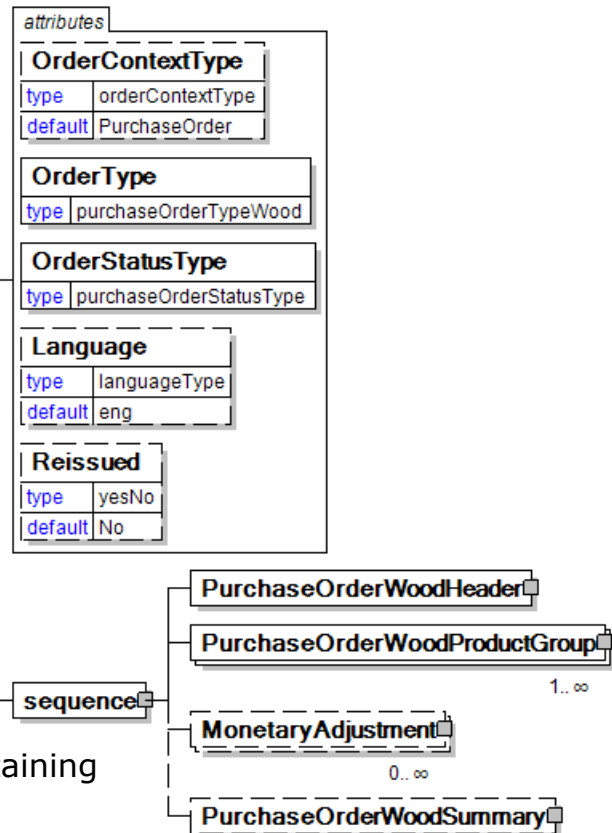 attributes
OrderContextType
type orderContextType
default PurchaseOrder
OrderType
type purchaseOrderTypeWood
OrderStatusType
type purchaseOrderStatusType
Language
type languageType
default eng
Reissued
type yesNo
default No
PurchaseOrderWoodHeader
PurchaseOrderWoodProductGroup
1.. ∞
sequence
MonetaryAdjustment
taining
0.. ∞
PurchaseOrderWoodSummary